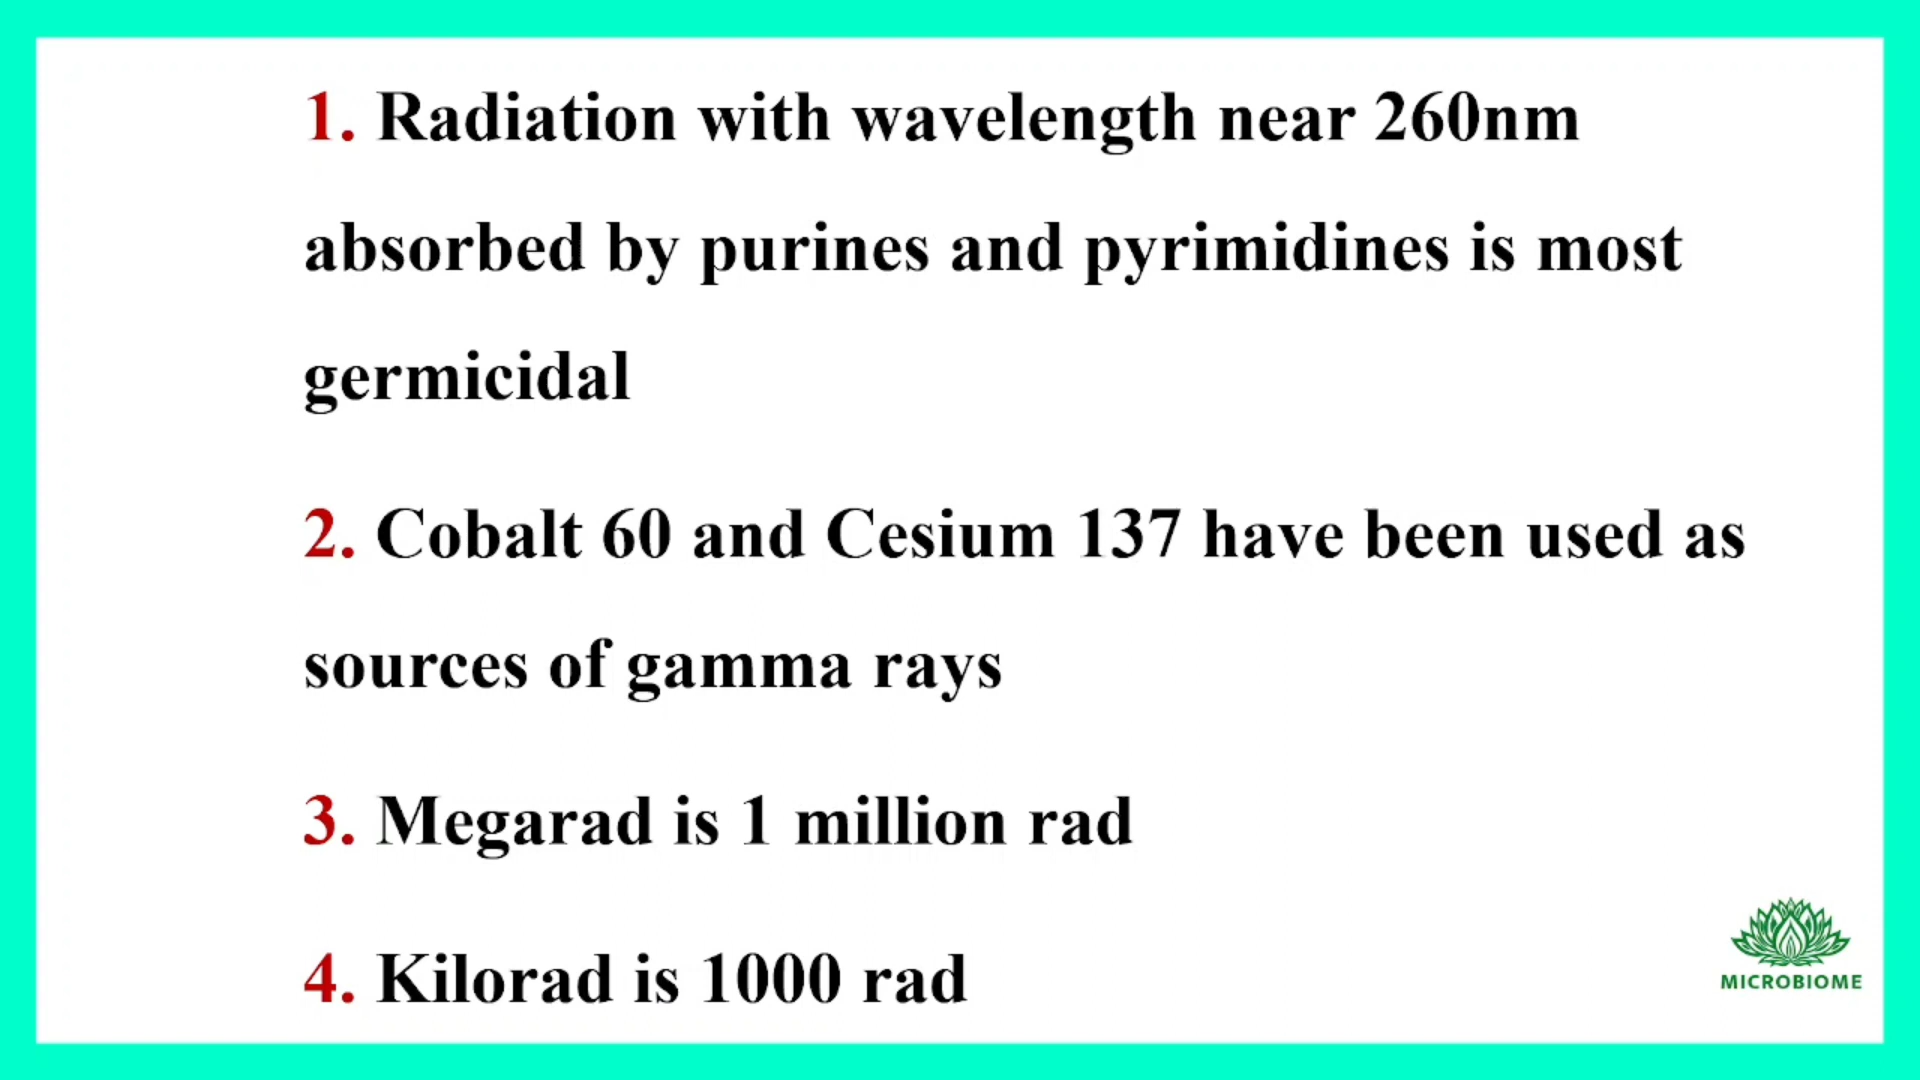 1. Radiation with wavelength near 260nm
absorbed by purines and pyrimidines is most
germicidal
2. Cobalt 60 and Cesium 137 have been used as
sources of gamma rays
3. Megarad is 1 million rad
4. Kilorad is 1000 rad
MICROBIOME